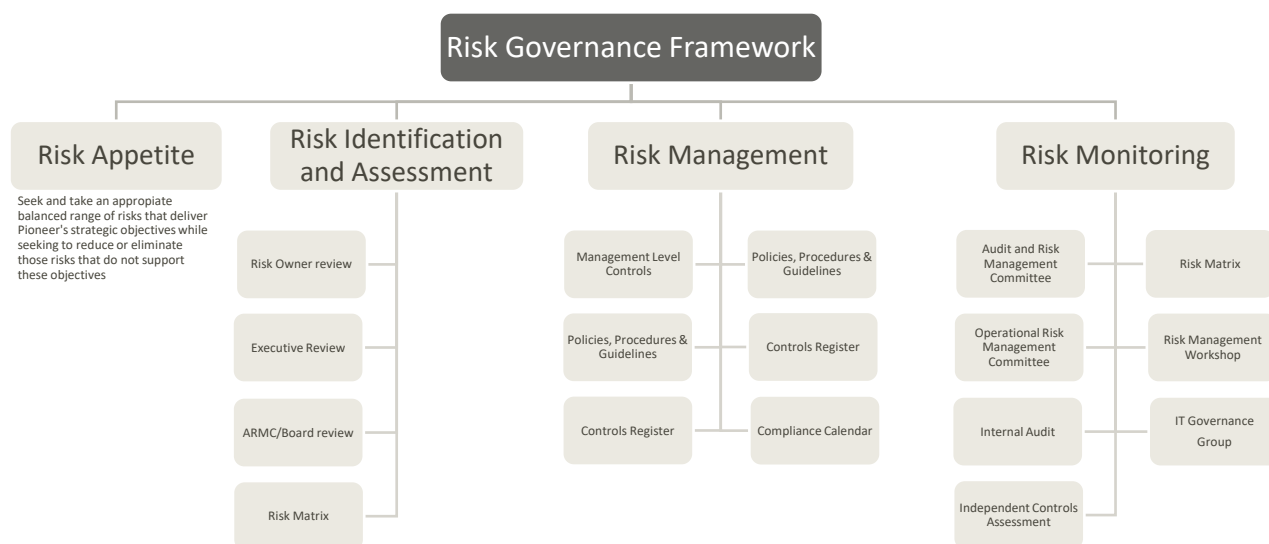 Risk Governance Framework
Risk Appetite
Seek and take an appropiate
balanced range of risks that deliver
Pioneer's strategic objectives while
seeking to reduce or eliminate
those risks that do not support
these objectives
Risk Identification
and Assessment
Risk Owner review
Executive Review
ARMC/Board review
Risk Matrix
Risk Management
Management Level
Controls
Policies, Procedures &
Guidelines
Policies, Procedures &
Guidelines
Controls Register
Controls Register
Compliance Calendar
Risk Monitoring
Audit and Risk
Management
Committee
Risk Matrix
Operational Risk
Management
Committee
Risk Management
Workshop
Internal Audit
IT Governance
Group
Independent Controls
Assessment